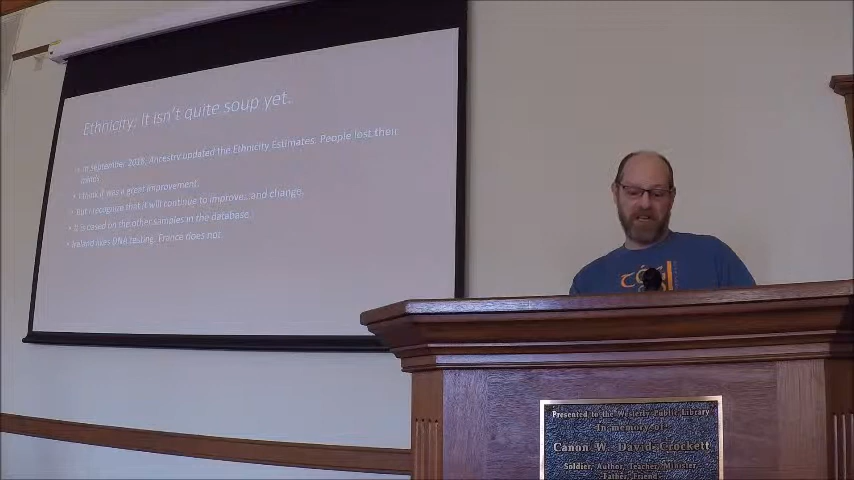 Ethnicity: It isn't quite soup yet.
• In September 2018, Ancestry updated the Ethnicity Estimates. People lost their
minds
• I think it was a great improvement.
• But I recognize that it will continue to improve...and change.
• It is based on the other samples in the database.
• Ireland likes DNA testing. France does not.
Presented to the Westerly Public Library
In memory of
Canon W. David Crockett
Soldier, Author, Teacher, Minister
Father, Friend